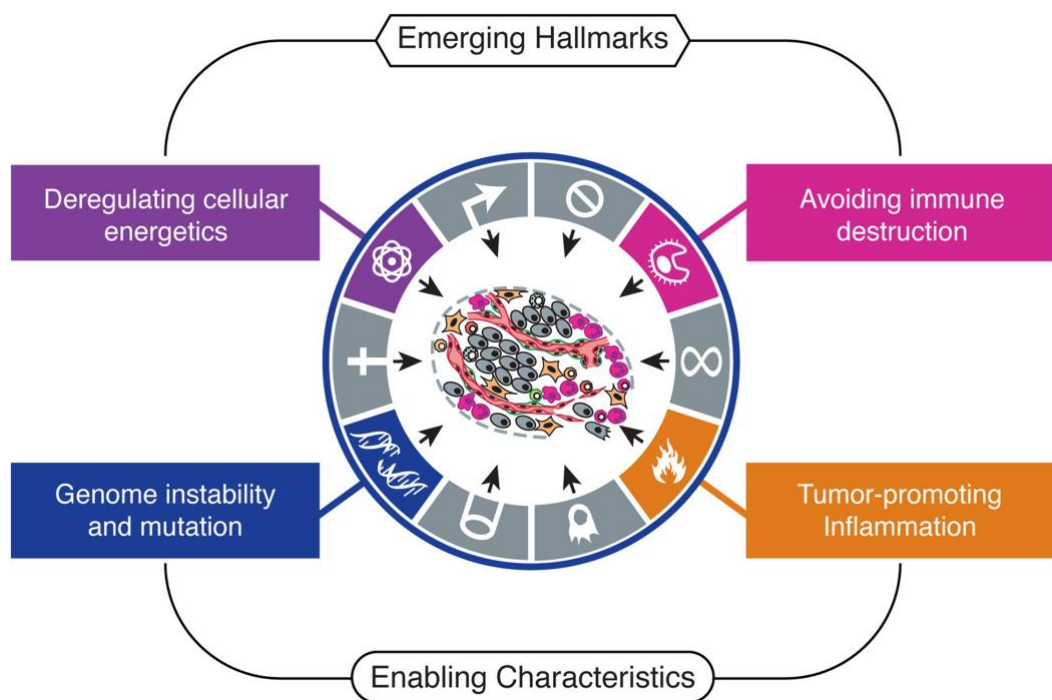 Emerging Hallmarks
Deregulating cellular
energetics
Avoiding immune
destruction
Genome instability
and mutation
Tumor-promoting
Inflammation
Enabling Characteristics